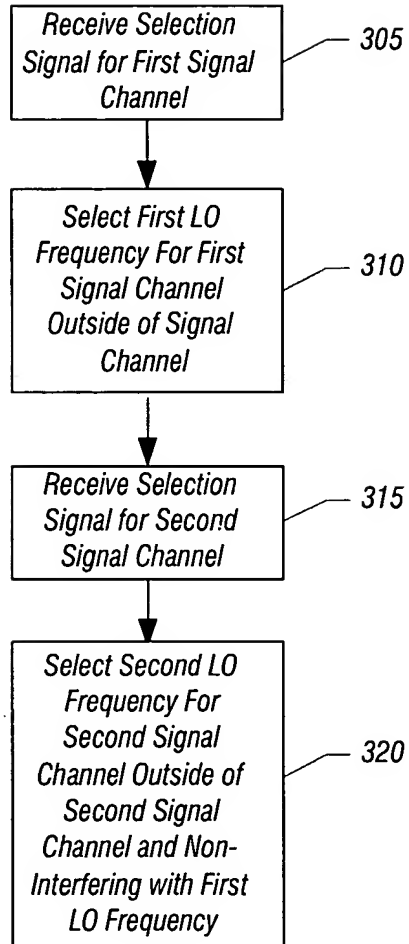 Receive Selection
Signal for First Signal
Channel
305
Select First LO
Frequency For First
Signal Channel
Outside of Signal
Channel
310
Receive Selection
Signal for Second
Signal Channel
315
Select Second LO
Frequency For
Second Signal
Channel Outside of
Second Signal
Channel and Non-
Interfering with First
LO Frequency
320